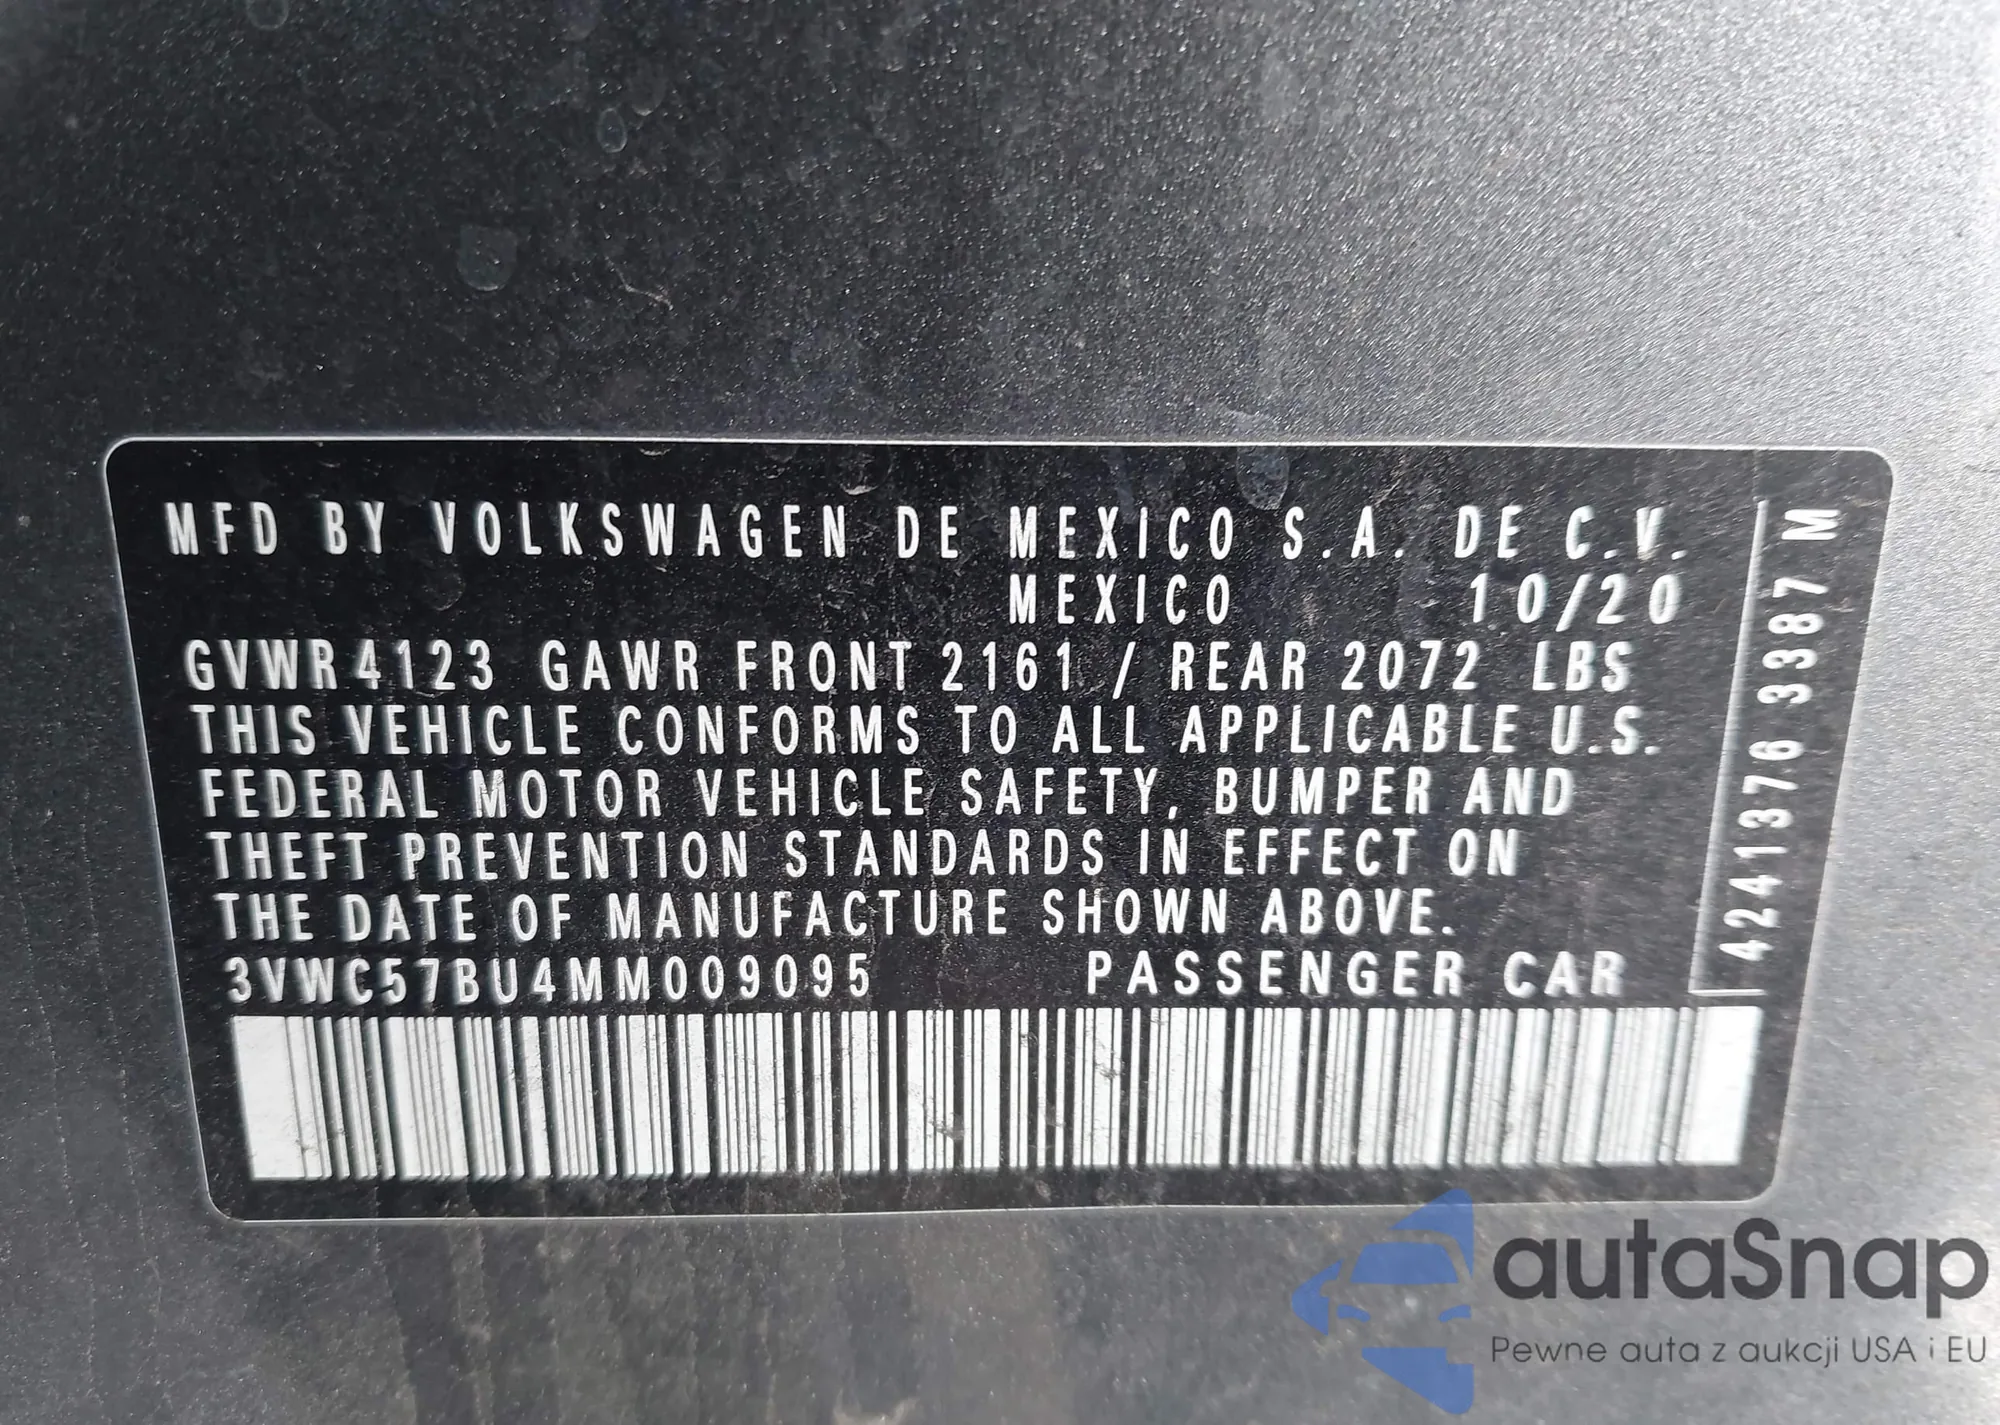 MFD BY VOLKSWAGEN DE MEXICO S.A. DE C.V.
MEXICO 10/20
GVWR 4123 GAWR FRONT 2161 / REAR 2072 LBS
THIS VEHICLE CONFORMS TO ALL APPLICABLE U.S.
FEDERAL MOTOR VEHICLE SAFETY, BUMPER AND
THEFT PREVENTION STANDARDS IN EFFECT ON
THE DATE OF MANUFACTURE SHOWN ABOVE.
3VWC57BU4MM009095 PASSENGER CAR
4241376 3387 M
autaSnap
Pewne auta z aukcji USA i EU